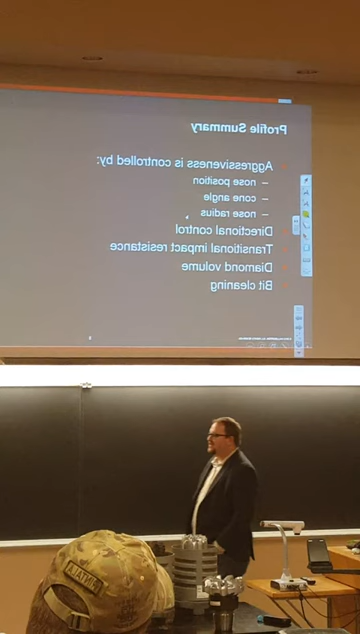 Profile Summary
Aggressiveness is controlled by:
– nose position
– cone angle
– nose radius
Directional control
Transitional impact resistance
Diamond volume
Bit cleaning